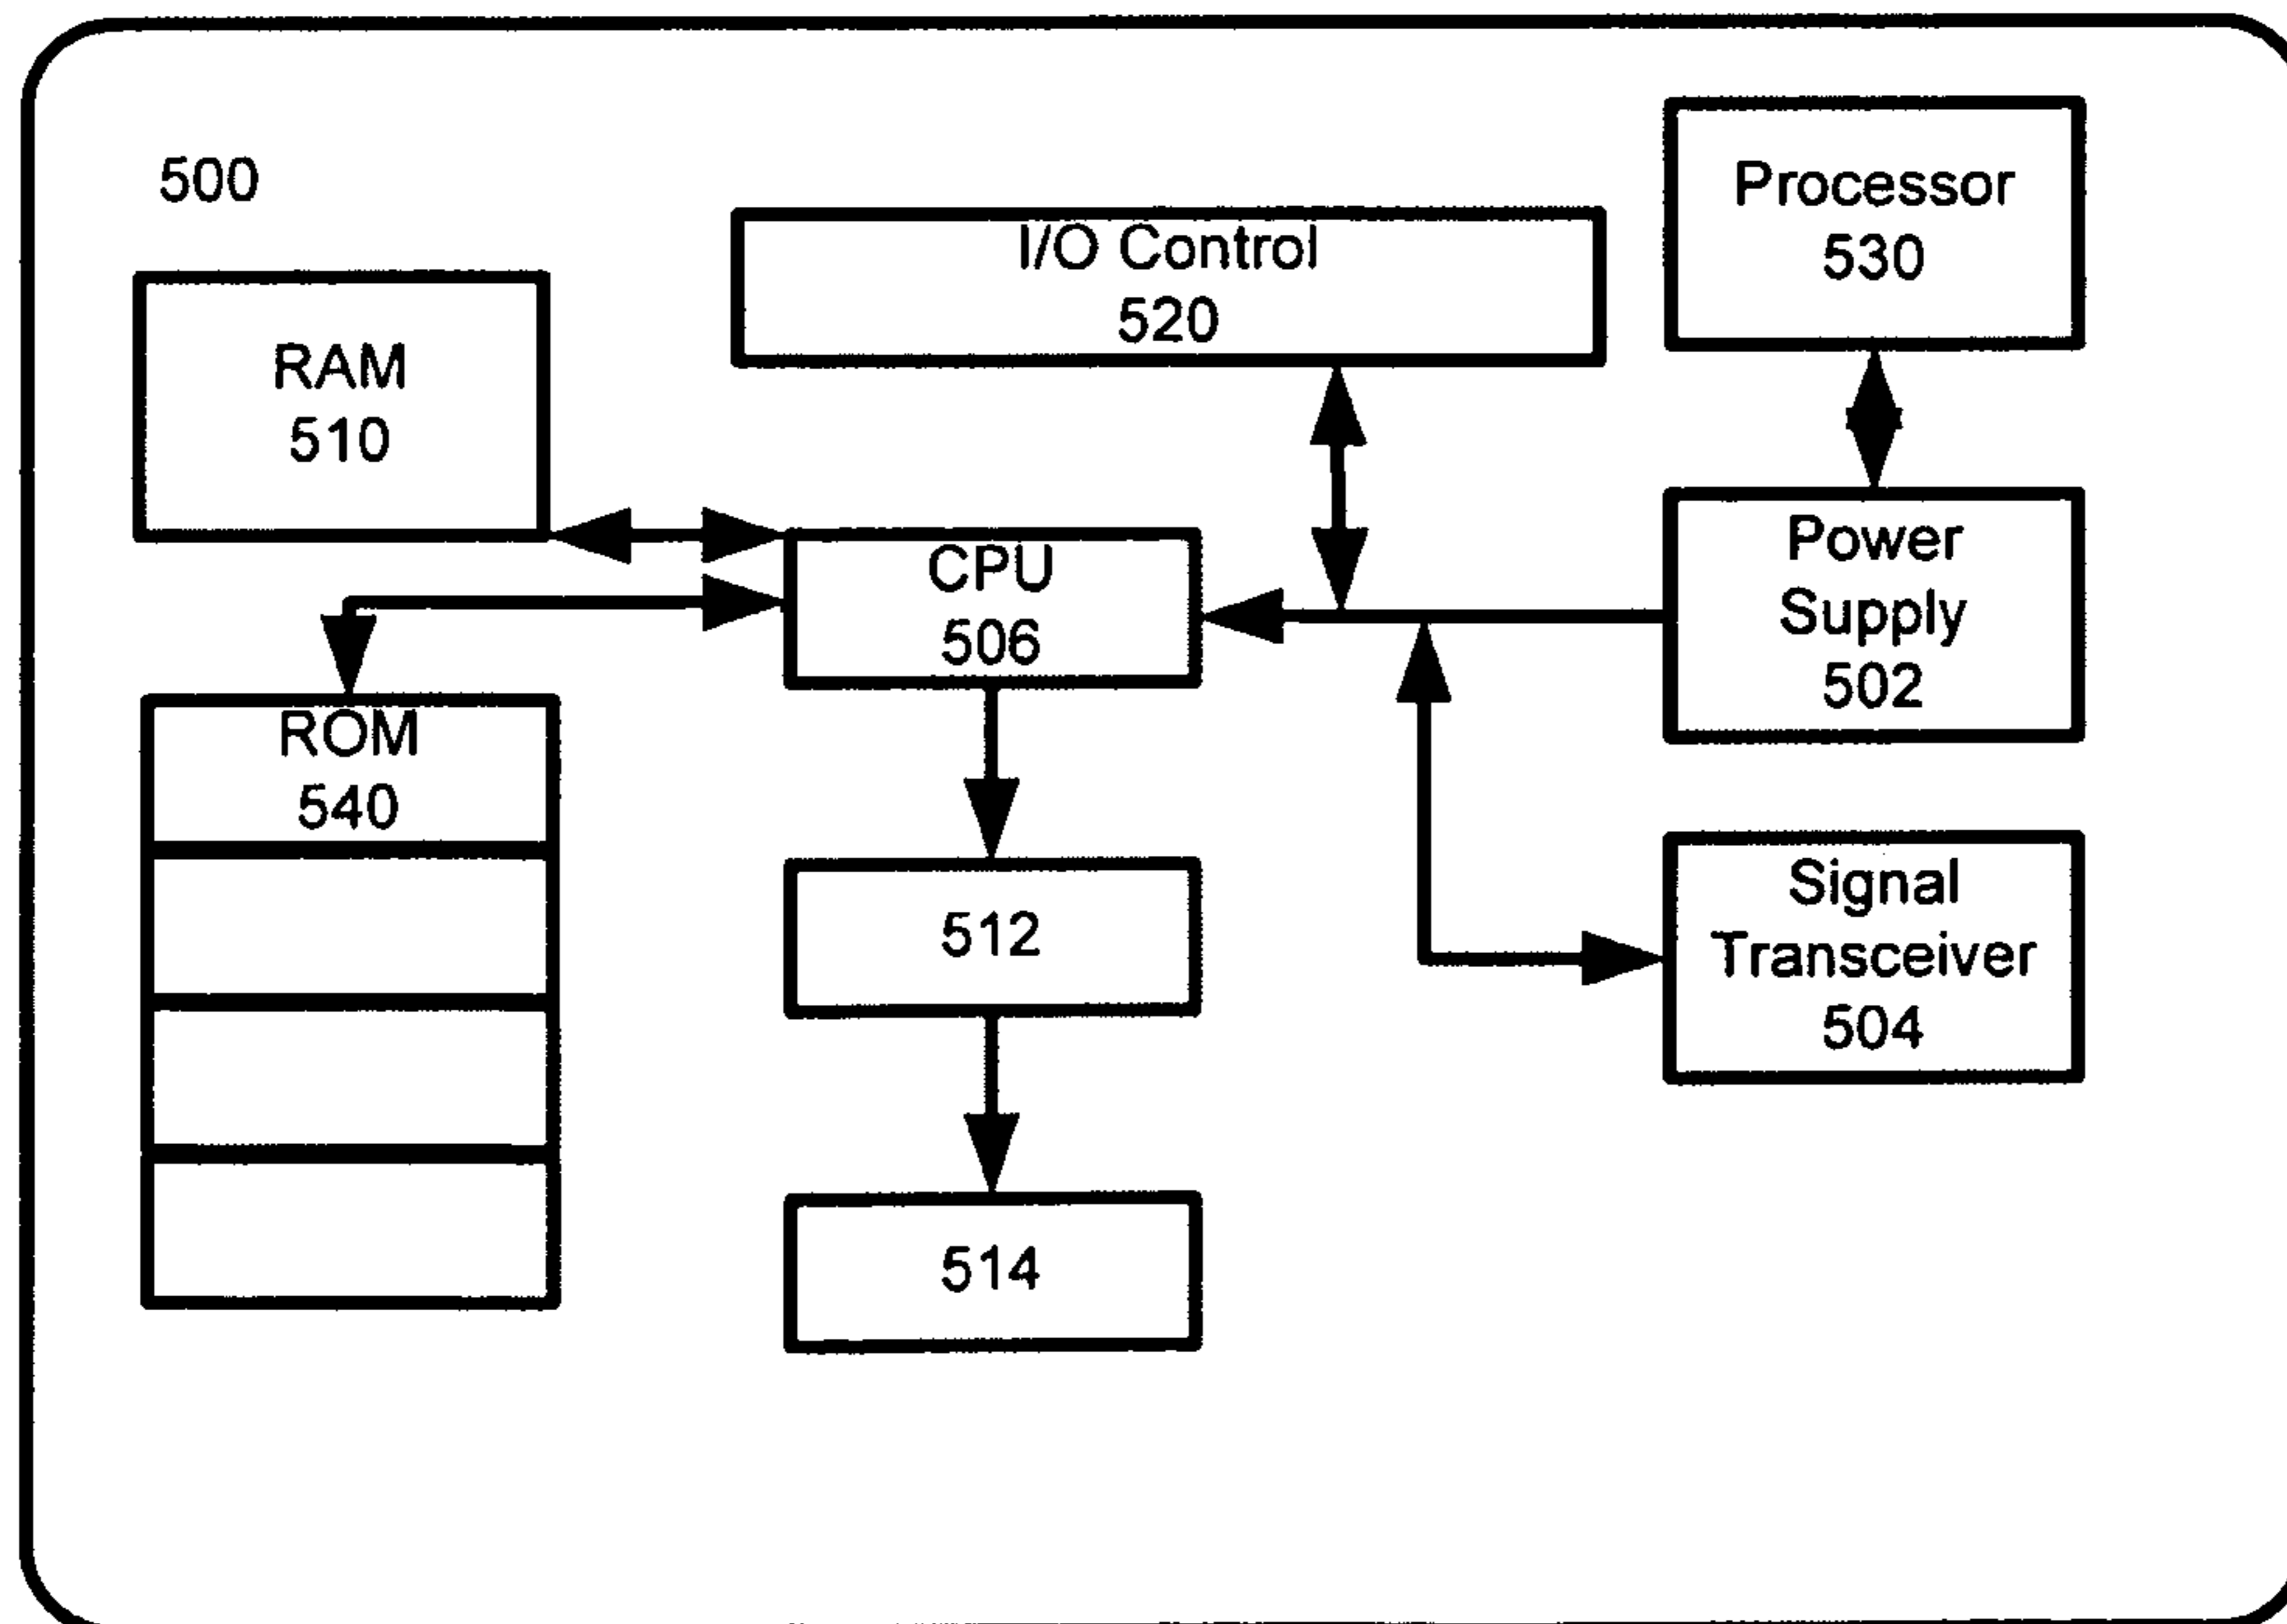 500
RAM
510
I/O Control
520
Processor
530
CPU
506
Power
Supply
502
ROM
540
512
Signal
Transceiver
504
514